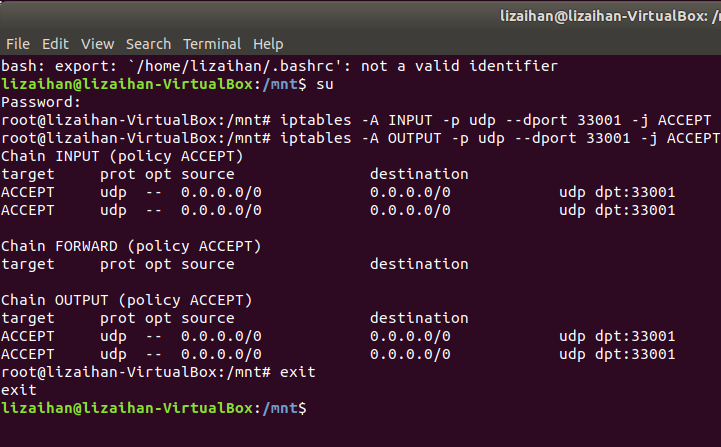 lizaihan@lizaihan-VirtualBox: /
File Edit View Search Terminal Help
bash: export: `/home/lizaihan/.bashrc': not a valid identifier
lizaihan@lizaihan-VirtualBox:/mnt$ su
Password:
root@lizaihan-VirtualBox:/mnt# iptables -A INPUT -p udp --dport 33001 -j ACCEPT
root@lizaihan-VirtualBox:/mnt# iptables -A OUTPUT -p udp --dport 33001 -j ACCEPT
Chain INPUT (policy ACCEPT)
target     prot opt source               destination
ACCEPT     udp  --  0.0.0.0/0            0.0.0.0/0            udp dpt:33001
ACCEPT     udp  --  0.0.0.0/0            0.0.0.0/0            udp dpt:33001
Chain FORWARD (policy ACCEPT)
target     prot opt source               destination
Chain OUTPUT (policy ACCEPT)
target     prot opt source               destination
ACCEPT     udp  --  0.0.0.0/0            0.0.0.0/0            udp dpt:33001
ACCEPT     udp  --  0.0.0.0/0            0.0.0.0/0            udp dpt:33001
root@lizaihan-VirtualBox:/mnt# exit
exit
lizaihan@lizaihan-VirtualBox:/mnt$